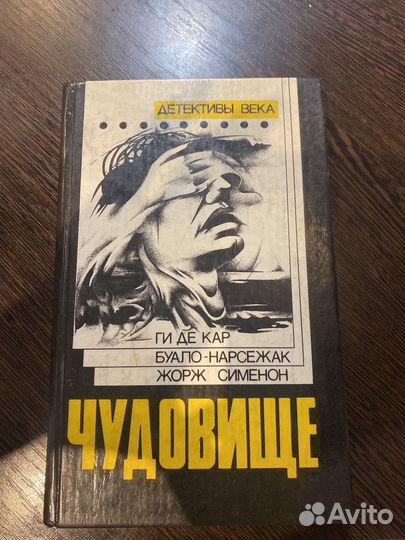 ДЕТЕКТИВЫ ВЕКА
ГИ ДЕ КАР
БУАЛО-НАРСЕЖАК
ЖОРЖ СИМЕНОН
ЧУДОВИЩЕ
Avito